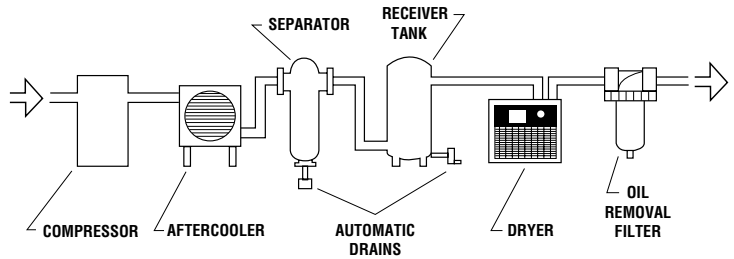 RECEIVER
TANK
SEPARATOR
COMPRESSOR
AFTERCOOLER
AUTOMATIC
DRAINS
DRYER
OIL
REMOVAL
FILTER